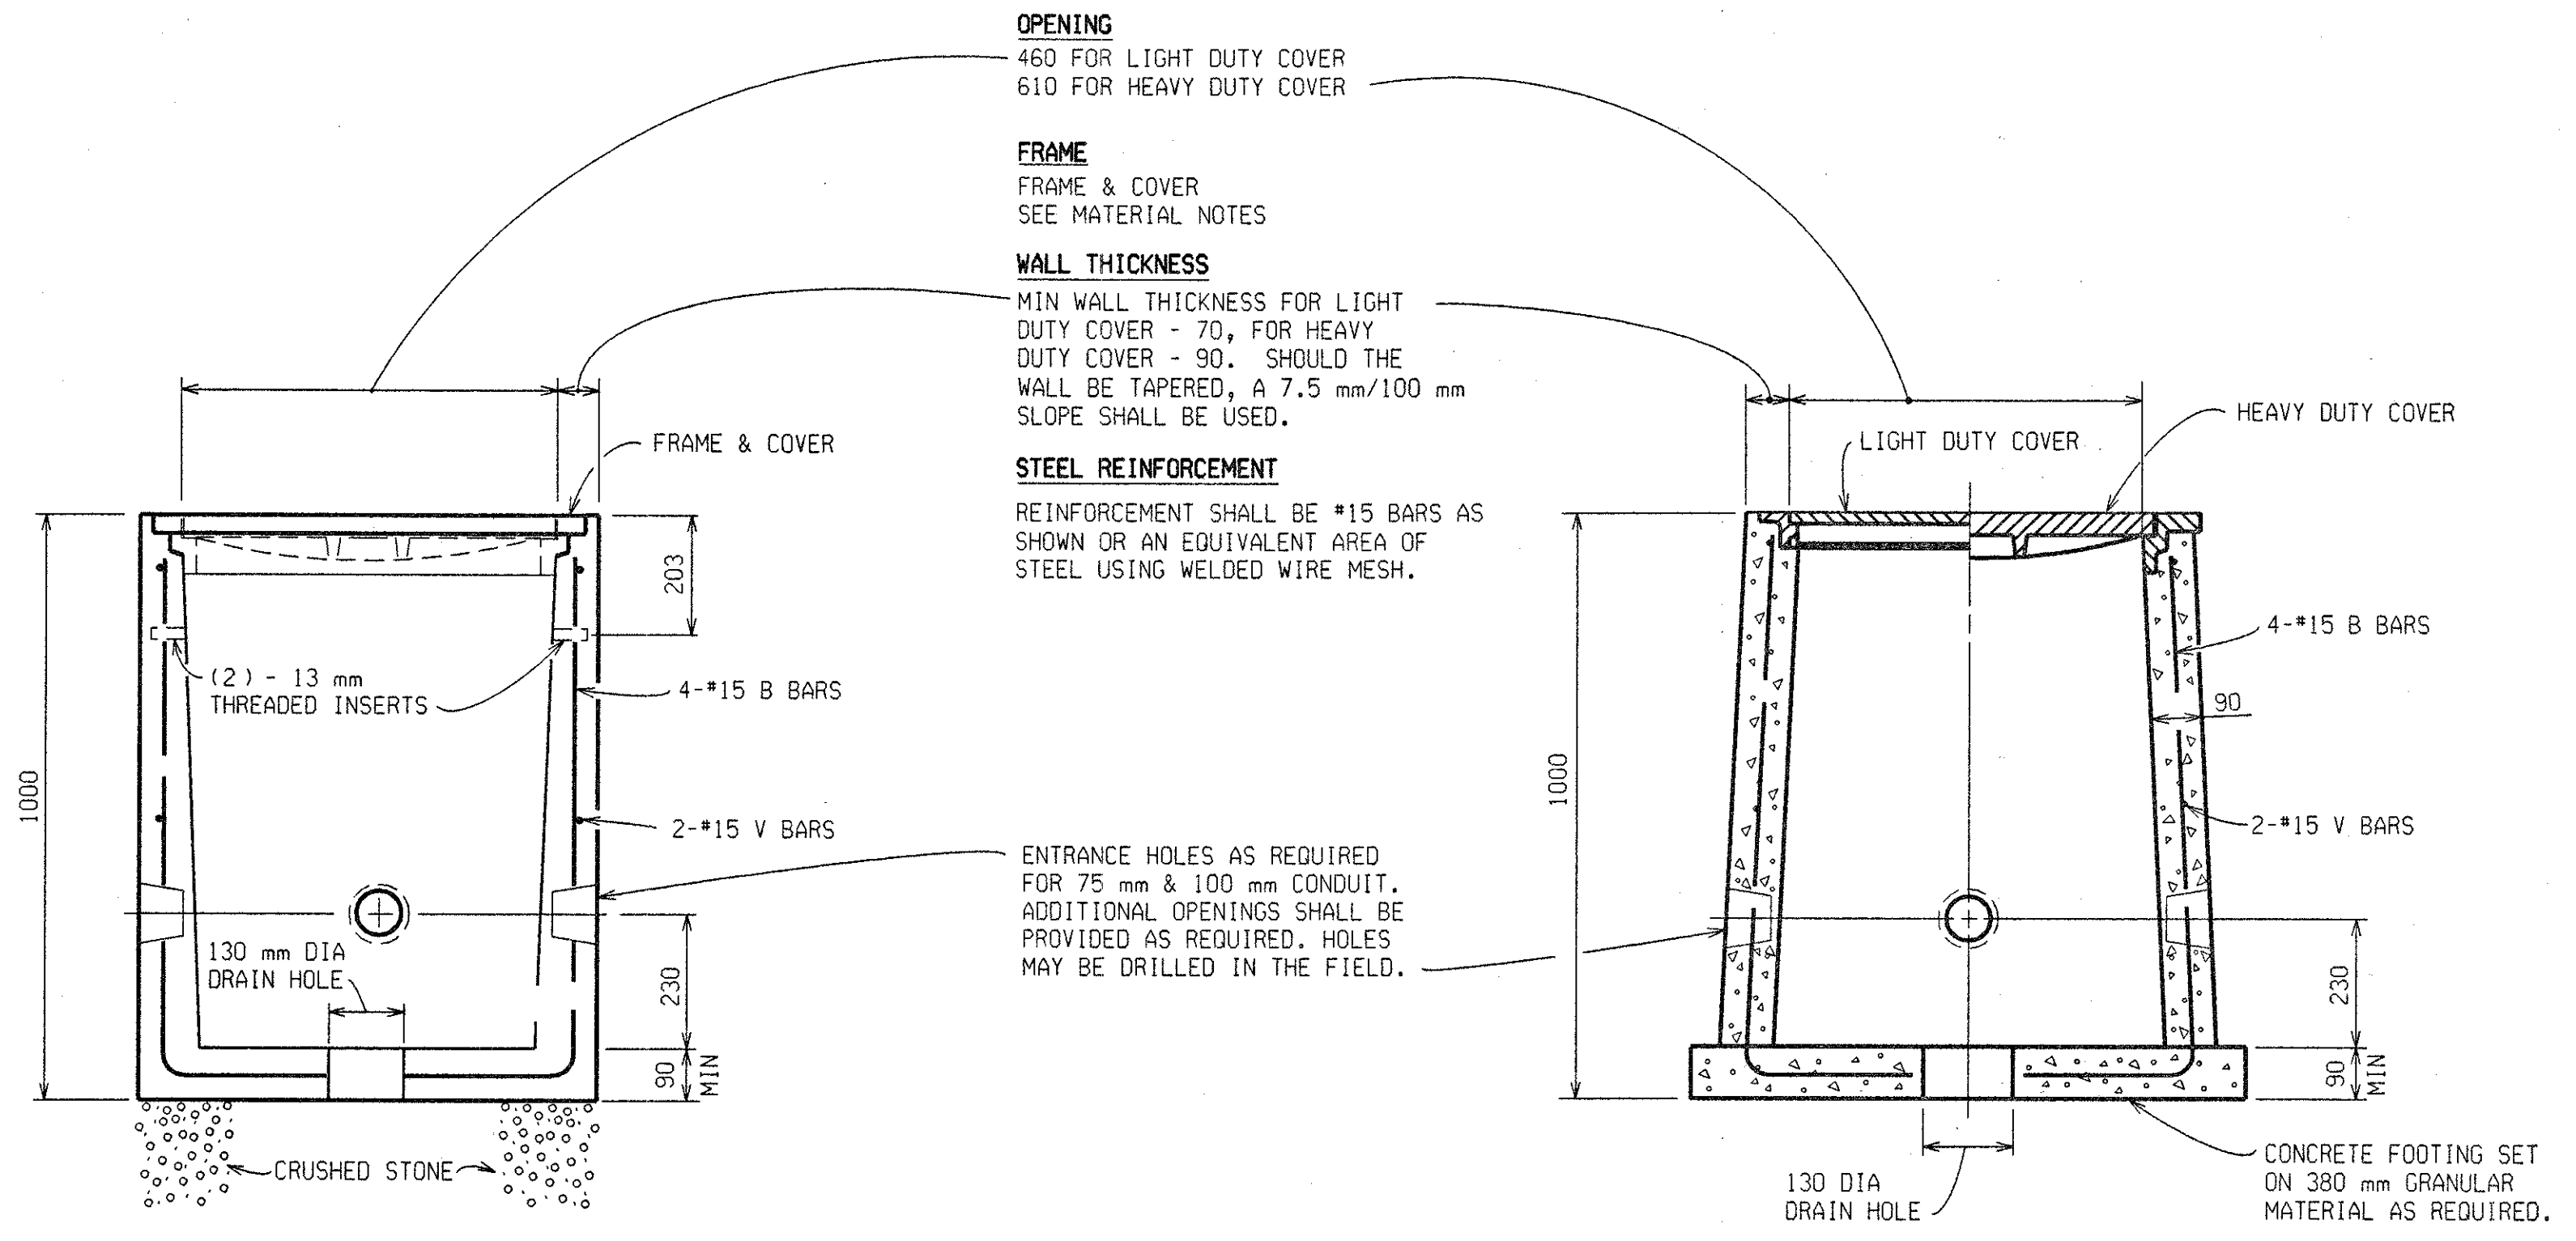 OPENING
460 FOR LIGHT DUTY COVER
610 FOR HEAVY DUTY COVER
FRAME
FRAME & COVER
SEE MATERIAL NOTES
WALL THICKNESS
MIN WALL THICKNESS FOR LIGHT
DUTY COVER - 70, FOR HEAVY
DUTY COVER - 90. SHOULD THE
WALL BE TAPERED, A 7.5 mm/100 mm
SLOPE SHALL BE USED.
STEEL REINFORCEMENT
REINFORCEMENT SHALL BE #15 BARS AS
SHOWN OR AN EQUIVALENT AREA OF
STEEL USING WELDED WIRE MESH.
ENTRANCE HOLES AS REQUIRED
FOR 75 mm & 100 mm CONDUIT.
ADDITIONAL OPENINGS SHALL BE
PROVIDED AS REQUIRED. HOLES
MAY BE DRILLED IN THE FIELD.
FRAME & COVER
203
(2) - 13 mm
THREADED INSERTS
4-#15 B BARS
1000
2-#15 V BARS
130 mm DIA
DRAIN HOLE
230
90
MIN
CRUSHED STONE
HEAVY DUTY COVER
LIGHT DUTY COVER
4-#15 B BARS
90
1000
2-#15 V BARS
230
90
MIN
130 DIA
DRAIN HOLE
CONCRETE FOOTING SET
ON 380 mm GRANULAR
MATERIAL AS REQUIRED.